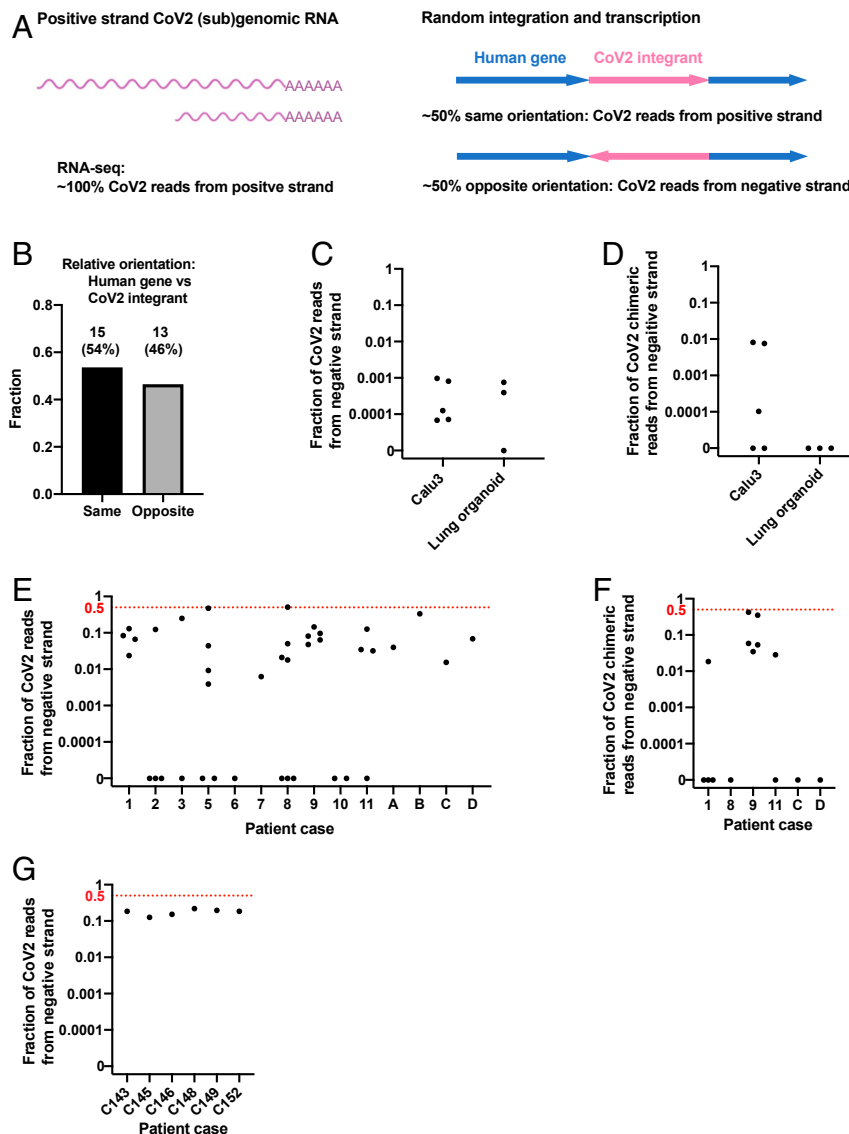 A
Positive strand CoV2 (sub)genomic RNA
AAAAAA
AAAAAA
RNA-seq:
~100% CoV2 reads from positve strand
Random integration and transcription
Human gene
CoV2 integrant
~50% same orientation: CoV2 reads from positive strand
~50% opposite orientation: CoV2 reads from negative strand
B
Relative orientation:
Human gene vs
CoV2 integrant
Fraction
0.8
0.6
0.4
0.2
0.0
15
(54%)
13
(46%)
Same
Opposite
C
Fraction of CoV2 reads
from negative strand
1
0.1
0.01
0.001
0.0001
0
Calu3
Lung organoid
D
Fraction of CoV2 chimeric
reads from negaitive strand
1
0.1
0.01
0.001
0.0001
0
Calu3
Lung organoid
E
Fraction of CoV2 reads
from negative strand
1
0.5
0.1
0.01
0.001
0.0001
0
1 2 3 5 6 7 8 9 10 11 A B C D
Patient case
F
Fraction of CoV2 chimeric
reads from negative strand
1
0.5
0.1
0.01
0.001
0.0001
0
1 8 9 11 C D
Patient case
G
Fraction of CoV2 reads
from negative strand
1
0.5
0.1
0.01
0.001
0.0001
0
C143 C145 C146 C148 C149 C152
Patient case